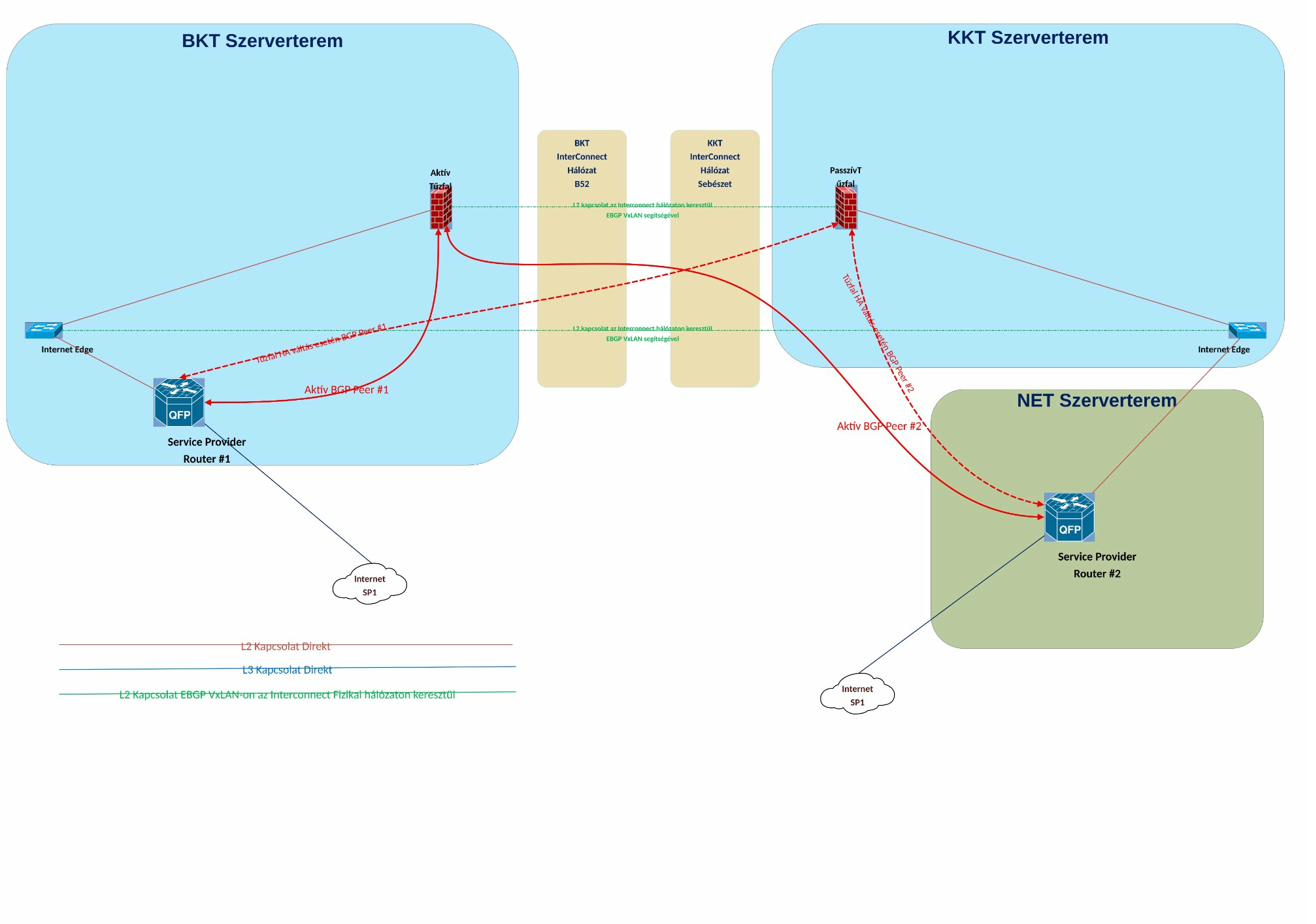 BKT Szerverterem
KKT Szerverterem
BKT
InterConnect
Hálózat
B52
KKT
InterConnect
Hálózat
Sebészet
Aktív
Tűzfal
PasszívT
űzfal
L2 kapcsolat az Interconnect hálózaton keresztül
EBGP VxLAN segítségével
L2 kapcsolat az Interconnect hálózaton keresztül
EBGP VxLAN segítségével
Internet Edge
Internet Edge
Tűzfal HA váltás esetén BGP Peer #1
Tűzfal HA váltás esetén BGP Peer #2
Aktív BGP Peer #1
Aktív BGP Peer #2
QFP
Service Provider
Router #1
NET Szerverterem
QFP
Service Provider
Router #2
Internet
SP1
Internet
SP1
L2 Kapcsolat Direkt
L3 Kapcsolat Direkt
L2 Kapcsolat EBGP VxLAN-on az Interconnect Fizikai hálózaton keresztül